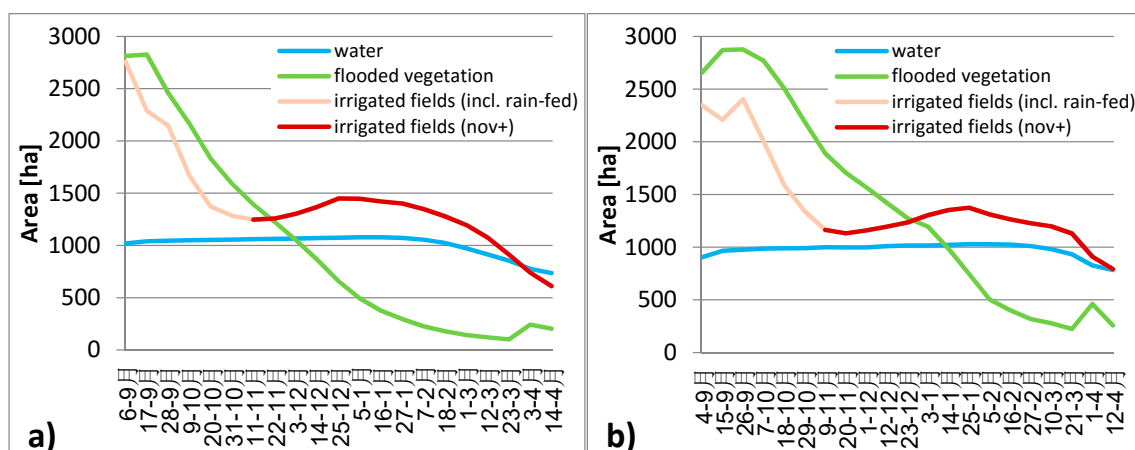 3000
2500
2000
1500
1000
500
0
Area [ha]
water
flooded vegetation
irrigated fields (incl. rain-fed)
irrigated fields (nov+)
6-9月
17-9月
28-9月
9-10月
20-10月
31-10月
11-11月
22-11月
3-12月
14-12月
25-12月
5-1月
16-1月
27-1月
7-2月
18-2月
1-3月
12-3月
23-3月
3-4月
14-4月
a)
3000
2500
2000
1500
1000
500
0
Area [ha]
water
flooded vegetation
irrigated fields (incl. rain-fed)
irrigated fields (nov+)
4-9月
15-9月
26-9月
7-10月
18-10月
29-10月
9-11月
20-11月
1-12月
12-12月
23-12月
3-1月
14-1月
25-1月
5-2月
16-2月
27-2月
10-3月
21-3月
1-4月
12-4月
b)